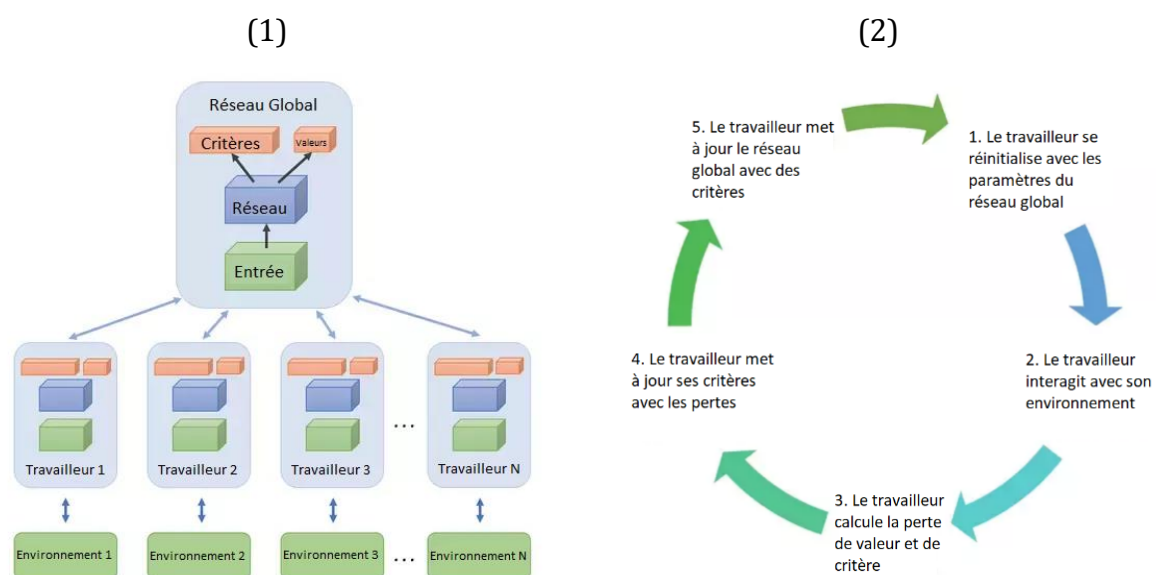 (1)
Réseau Global
Critères
Valeurs
Réseau
Entrée
Travailleur 1
Travailleur 2
Travailleur 3
...
Travailleur N
Environnement 1
Environnement 2
Environnement 3
...
Environnement N
(2)
1. Le travailleur se
réinitialise avec les
paramètres du
réseau global
2. Le travailleur
interagit avec son
environnement
3. Le travailleur
calcule la perte
de valeur et de
critère
4. Le travailleur met
à jour ses critères
avec les pertes
5. Le travailleur met
à jour le réseau
global avec des
critères